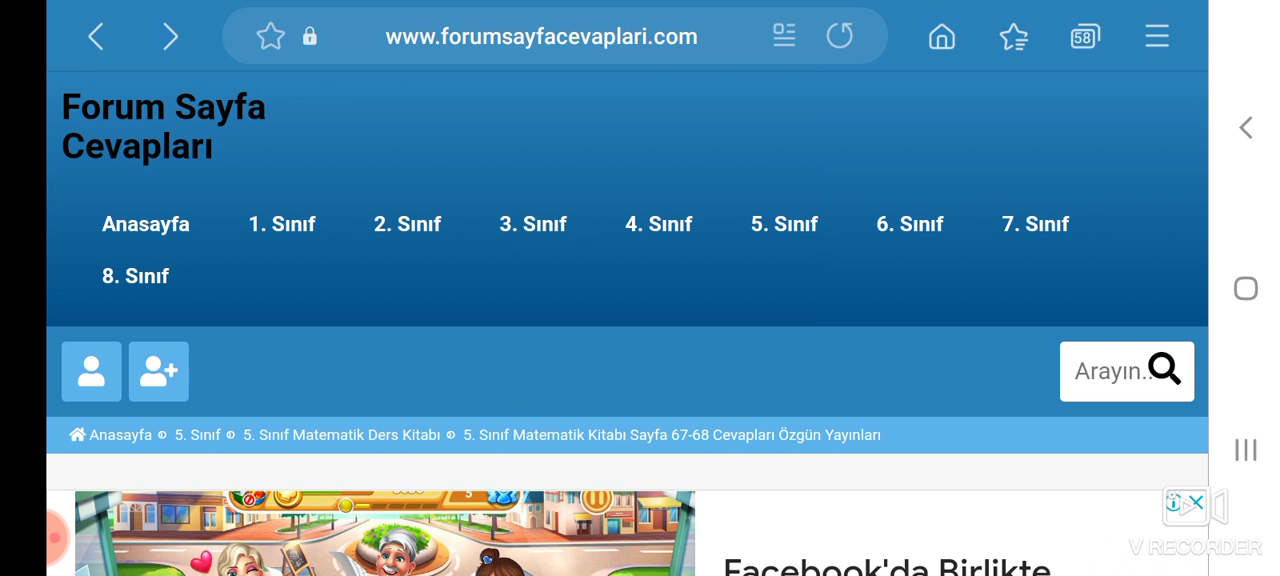 www.forumsayfacevaplari.com
58
Forum Sayfa
Cevapları
Anasayfa 1. Sınıf 2. Sınıf 3. Sınıf 4. Sınıf 5. Sınıf 6. Sınıf 7. Sınıf
8. Sınıf
Arayın..
Anasayfa 5. Sınıf 5. Sınıf Matematik Ders Kitabı 5. Sınıf Matematik Kitabı Sayfa 67-68 Cevapları Özgün Yayınları
5
Facebook'da Birlikte
V RECORDER